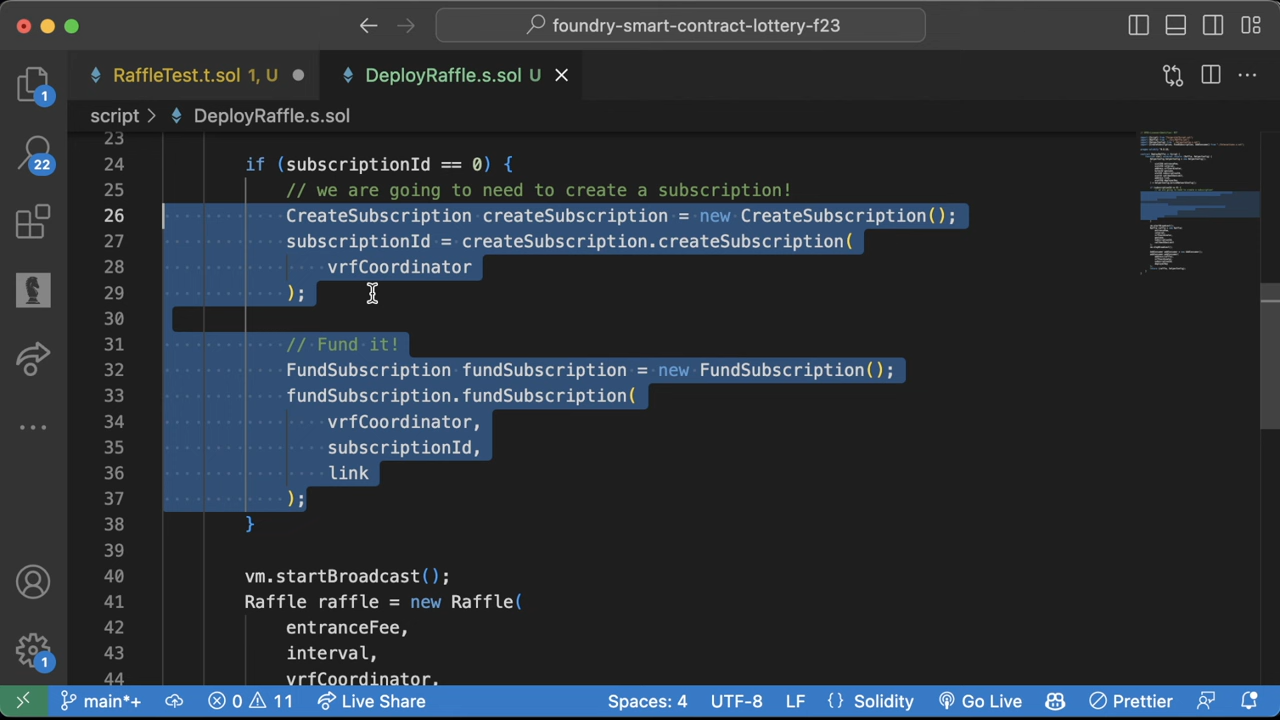 foundry-smart-contract-lottery-f23
RaffleTest.t.sol 1, U
DeployRaffle.s.sol U
script > DeployRaffle.s.sol
1
22
1
23
24 if (subscriptionId == 0) {
25 // we are going to need to create a subscription!
26 CreateSubscription createSubscription = new CreateSubscription();
27 subscriptionId = createSubscription.createSubscription(
28 vrfCoordinator
29 );
30
31 // Fund it!
32 FundSubscription fundSubscription = new FundSubscription();
33 fundSubscription.fundSubscription(
34 vrfCoordinator,
35 subscriptionId,
36 link
37 );
38 }
39
40 vm.startBroadcast();
41 Raffle raffle = new Raffle(
42 entranceFee,
43 interval,
44 vrfCoordinator,
main*+ 0 11 Live Share Spaces: 4 UTF-8 LF {} Solidity Go Live Prettier